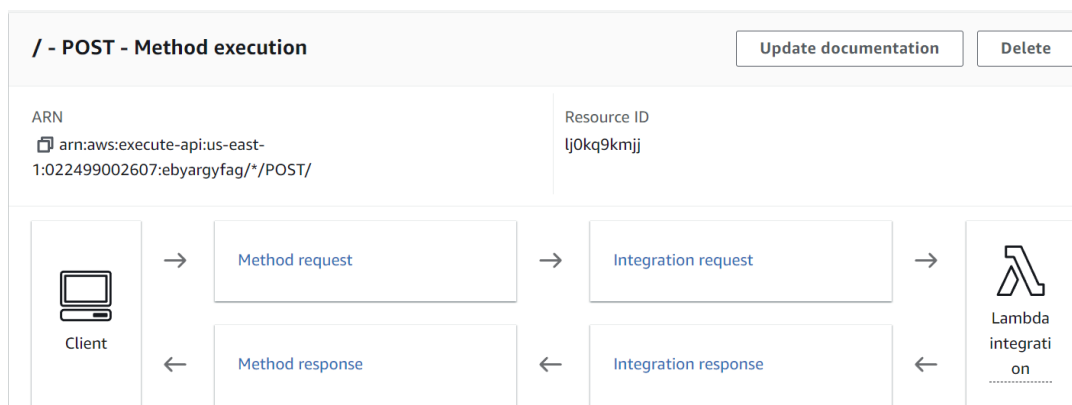 / - POST - Method execution
Update documentation
Delete
ARN
arn:aws:execute-api:us-east-
1:022499002607:ebyargyfag/*/POST/
Resource ID
lj0kq9kmjj
Client
Method request
Integration request
Lambda
integrati
on
Method response
Integration response